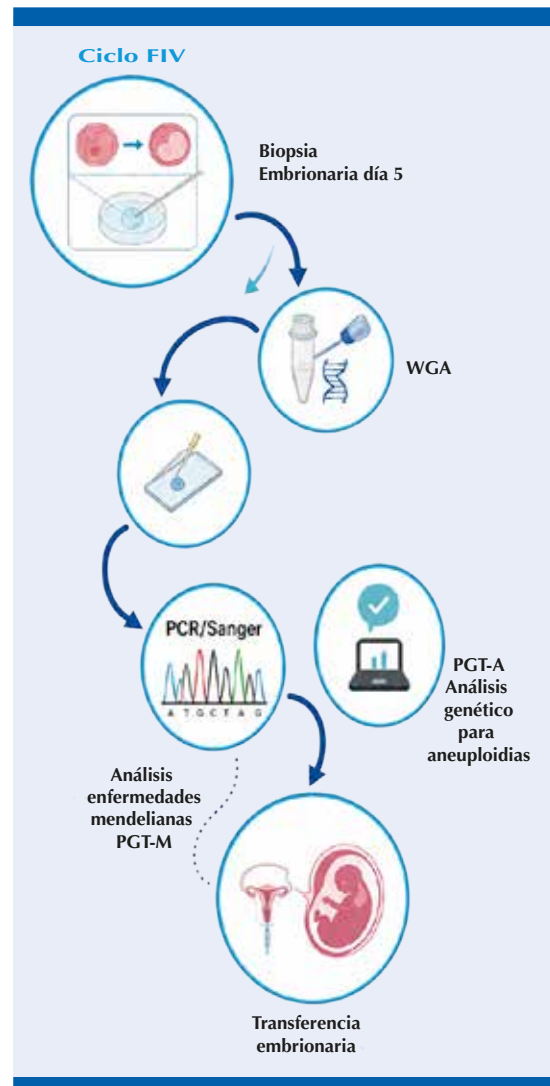 Ciclo FIV
Biopsia
Embrionaria día 5
WGA
PCR/Sanger
A T G C T A G
PGT-A
Análisis
genético
para
aneuploidias
Análisis
enfermedades
mendelianas
PGT-M
Transferencia
embrionaria